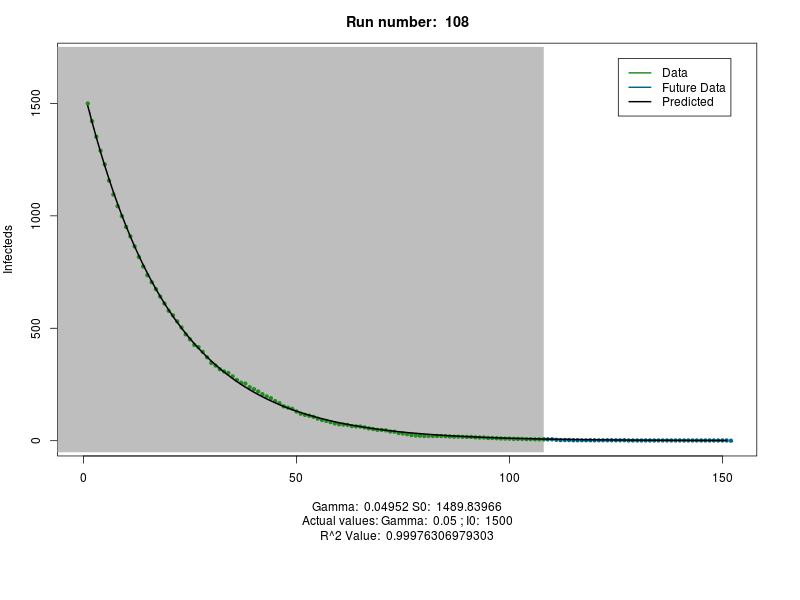 Run number: 108
Data
Future Data
Predicted
Infecteds
1500
1000
500
0
0 50 100 150
Gamma: 0.04952 S0: 1489.83966
Actual values: Gamma: 0.05 ; I0: 1500
R^2 Value: 0.99976306979303